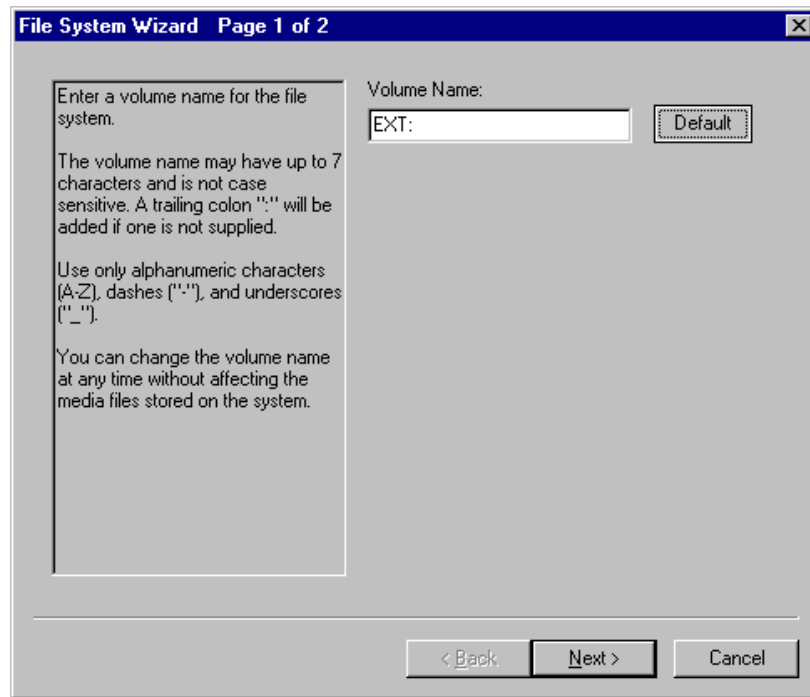 File System Wizard   Page 1 of 2
Enter a volume name for the file
system.
The volume name may have up to 7
characters and is not case
sensitive. A trailing colon ":" will be
added if one is not supplied.
Use only alphanumeric characters
(A-Z), dashes ("-"), and underscores
("_").
You can change the volume name
at any time without affecting the
media files stored on the system.
Volume Name:
EXT:
Default
< Back
Next >
Cancel